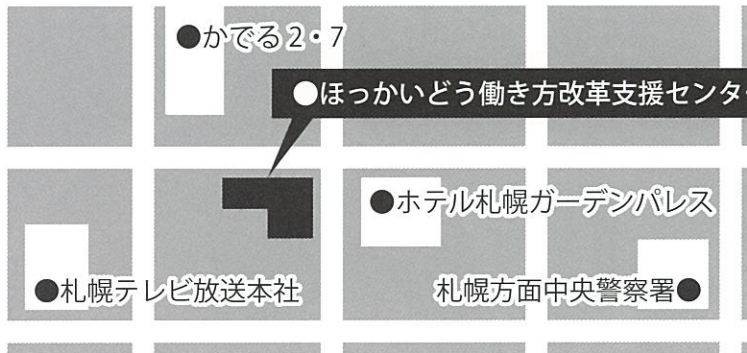 ●かでる2・7
●ほっかいどう働き方改革支援センター
●ホテル札幌ガーデンパレス
●札幌テレビ放送本社
札幌方面中央警察署●